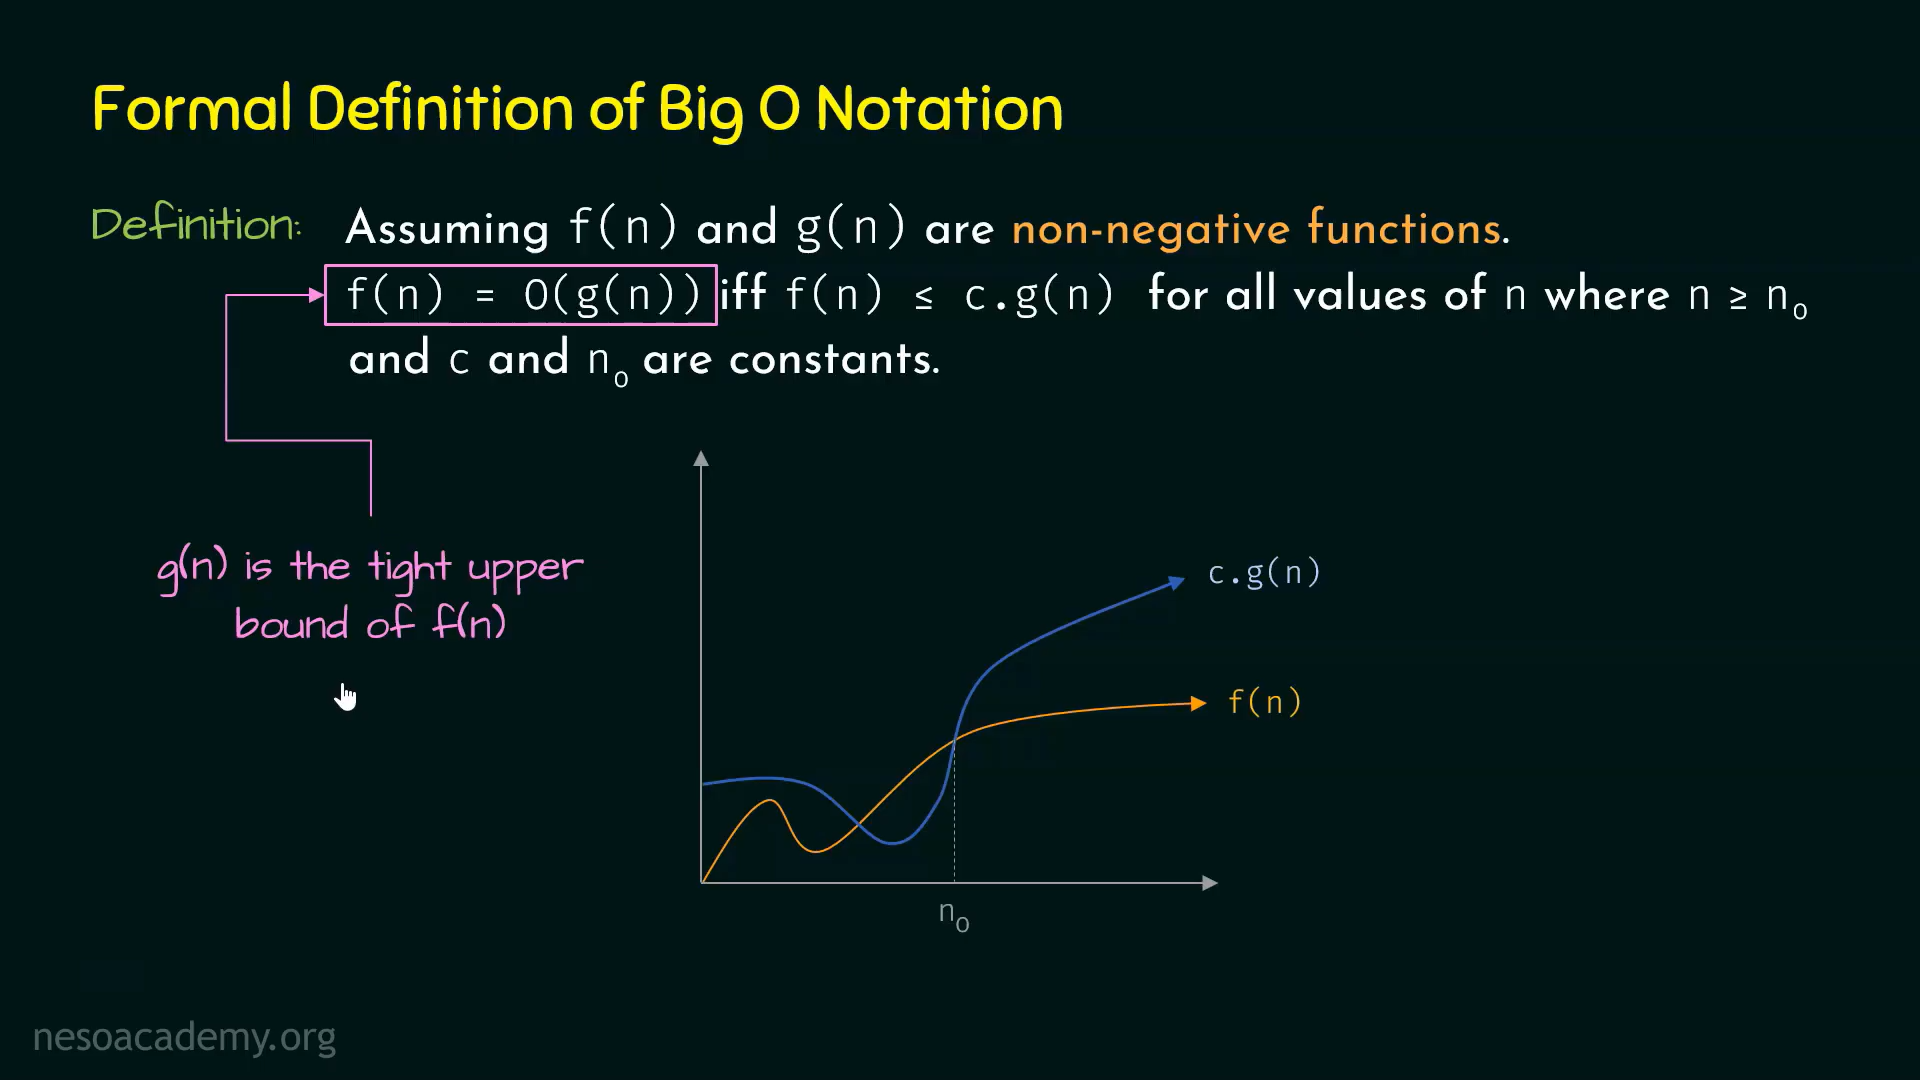 Formal Definition of Big O Notation
Definition: Assuming f(n) and g(n) are non-negative functions.
f(n) = O(g(n)) iff f(n) ≤ c.g(n) for all values of n where n ≥ n₀
and c and n₀ are constants.
g(n) is the tight upper
bound of f(n)
c.g(n)
f(n)
n₀
nesoacademy.org